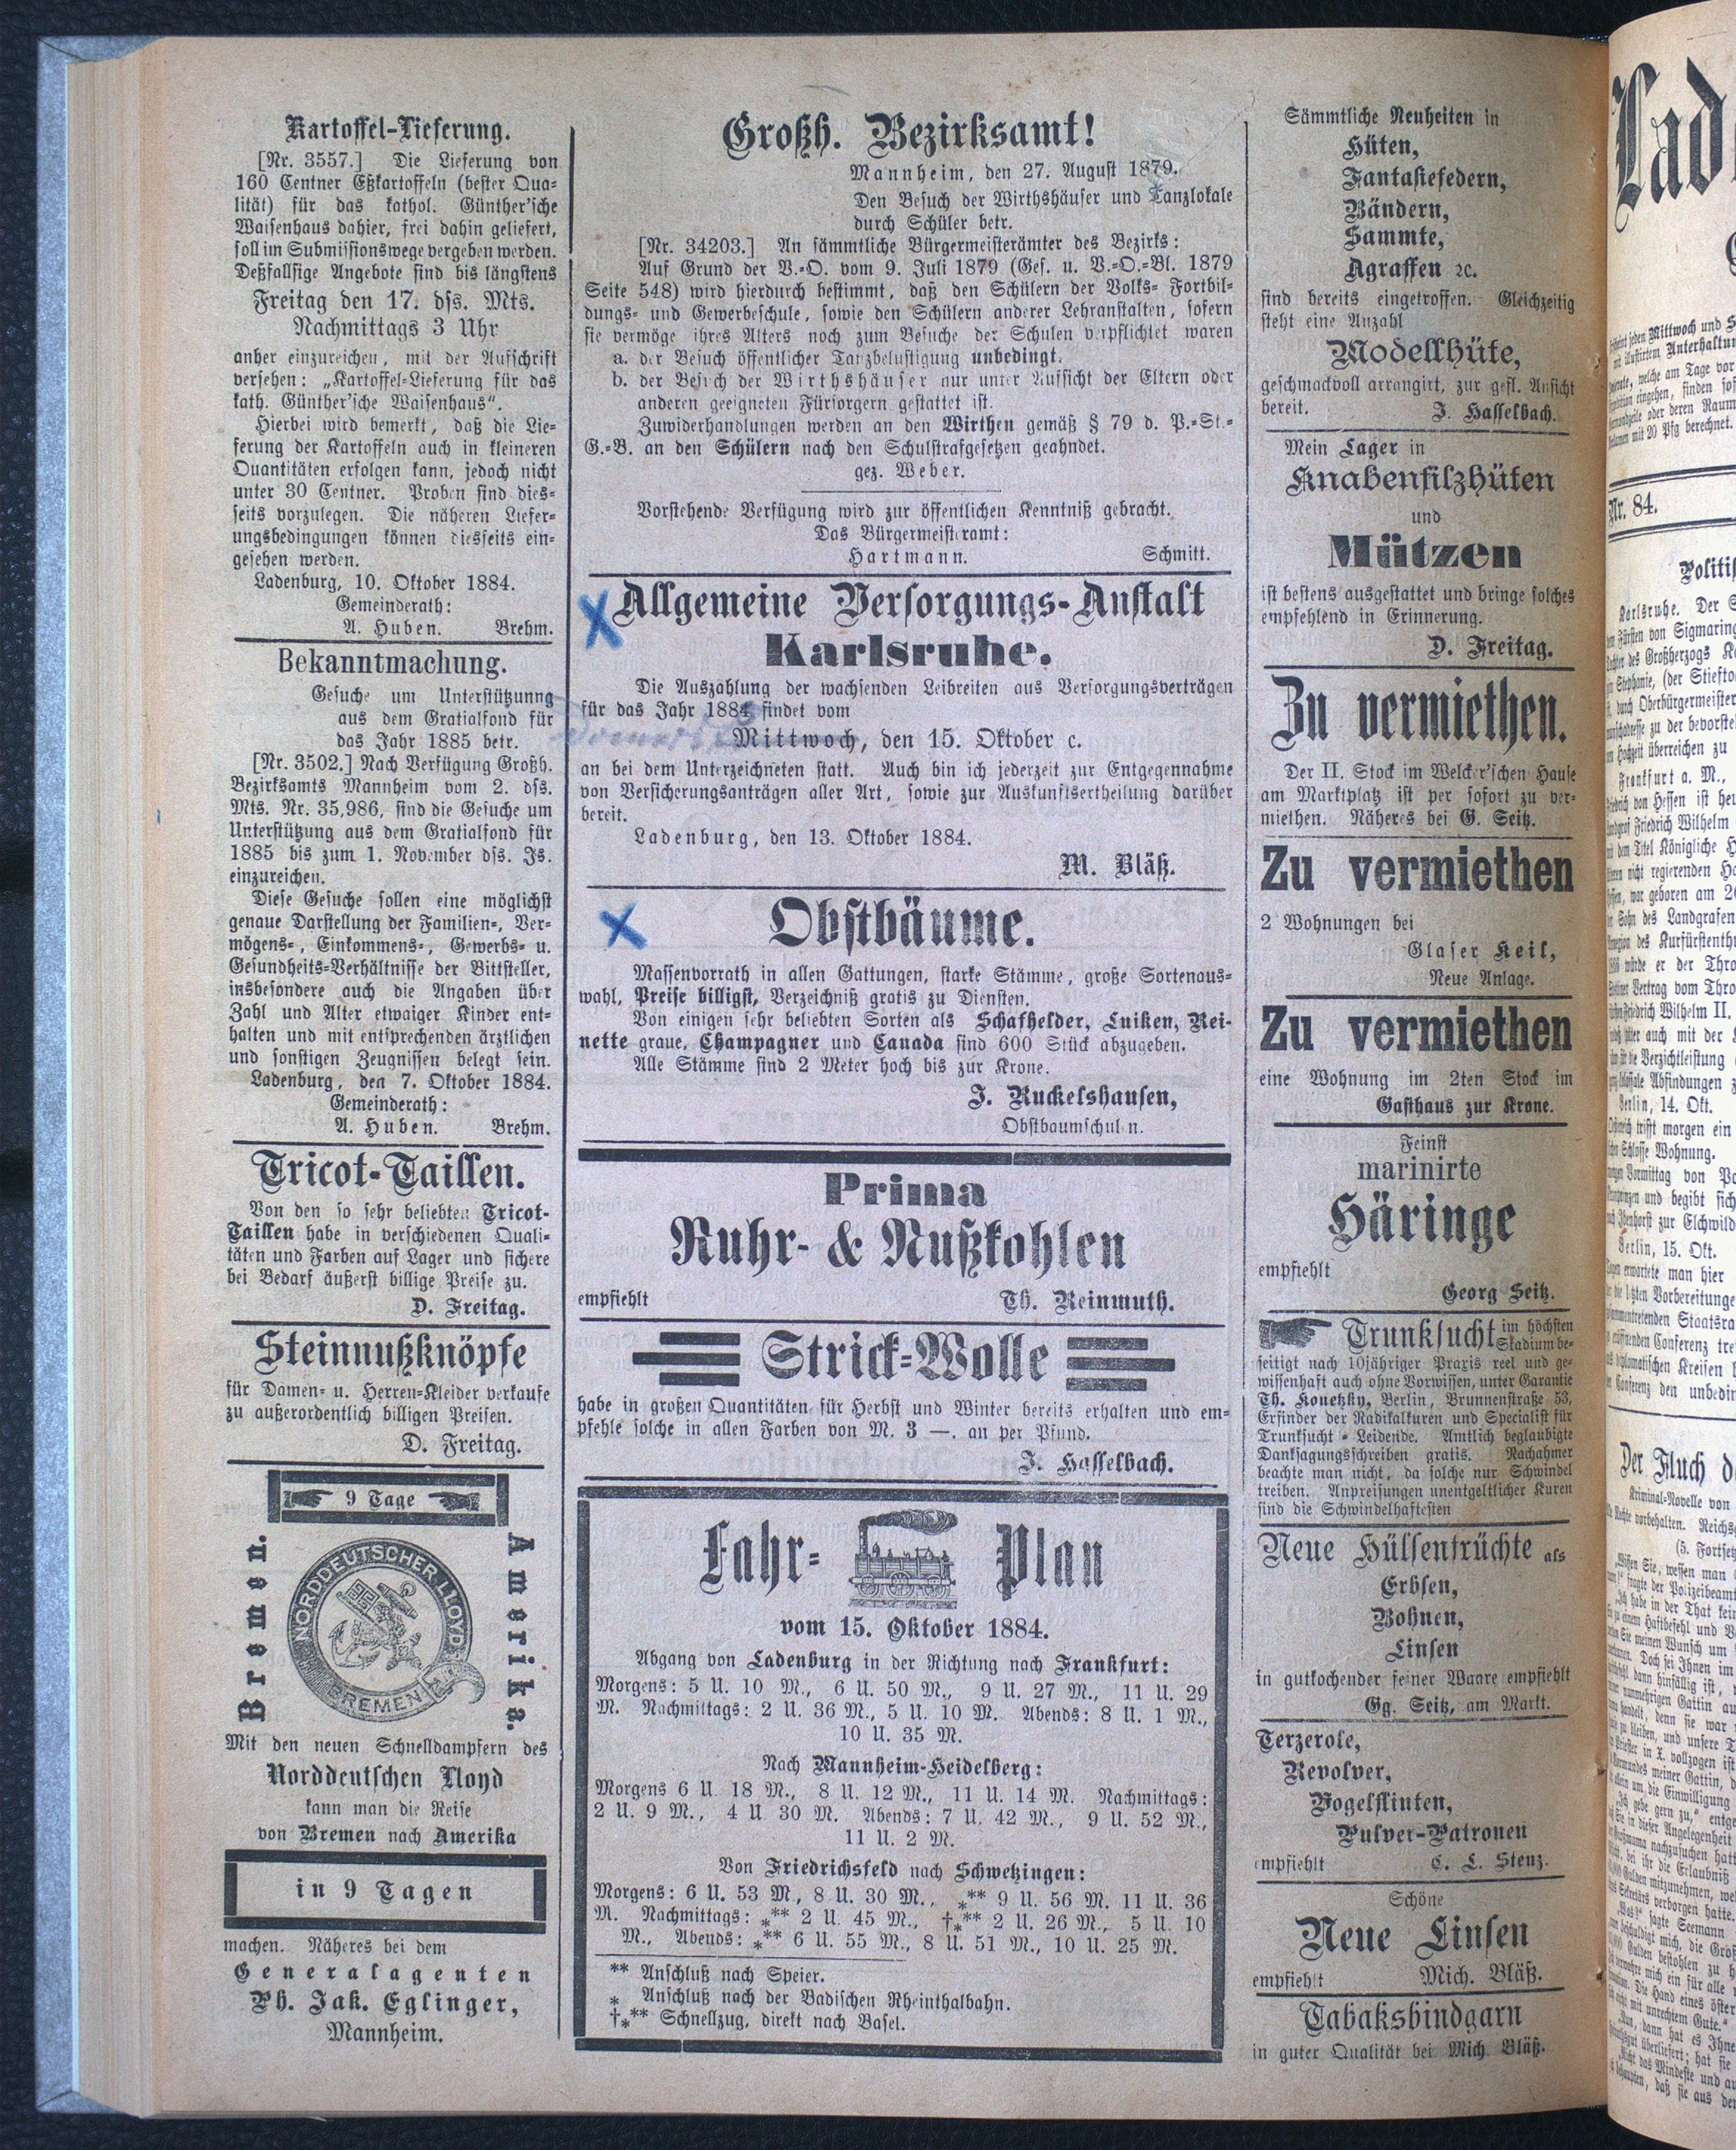 Kartoffel-Lieferung.
[Nr. 3557.] Die Lieferung von
160 Centner Eßkartoffeln (bester Qua-
lität) für das kathol. Günther'sche
Waisenhaus dahier, frei dahin geliefert,
soll im Submissionswege vergeben werden.
Deßfallsige Angebote sind bis längstens
Freitag den 17. dss. Mts.
Nachmittags 3 Uhr
anher einzureichen, mit der Aufschrift
versehen: „Kartoffel-Lieferung für das
kath. Günther'sche Waisenhaus".
Hierbei wird bemerkt, daß die Lie-
ferung der Kartoffeln auch in kleineren
Quantitäten erfolgen kann, jedoch nicht
unter 30 Centner. Proben sind dies-
seits vorzulegen. Die näheren Liefer-
ungsbedingungen können diesseits ein-
gesehen werden.
Ladenburg, 10. Oktober 1884.
Gemeinderath:
A. Huben. Brehm.
Bekanntmachung.
Gesuche um Unterstützunng
aus dem Gratialfond für
das Jahr 1885 betr.
[Nr. 3502.] Nach Verfügung Großh.
Bezirksamts Mannheim vom 2. dss.
Mts. Nr. 35,986, sind die Gesuche um
Unterstützung aus dem Gratialfond für
1885 bis zum 1. November dss. Js.
einzureichen.
Diese Gesuche sollen eine möglichst
genaue Darstellung der Familien-, Ver-
mögens-, Einkommens-, Gewerbs- u.
Gesundheits-Verhältnisse der Bittsteller,
insbesondere auch die Angaben über
Zahl und Alter etwaiger Kinder ent-
halten und mit entsprechenden ärztlichen
und sonstigen Zeugnissen belegt sein.
Ladenburg, den 7. Oktober 1884.
Gemeinderath:
A. Huben. Brehm.
Tricot-Taillen.
Von den so sehr beliebten Tricot-
Taillen habe in verschiedenen Quali-
täten und Farben auf Lager und sichere
bei Bedarf äußerst billige Preise zu.
D. Freitag.
Steinnußknöpfe
für Damen- u. Herren-Kleider verkaufe
zu außerordentlich billigen Preisen.
D. Freitag.
9 Tage
Bremen.
NORDDEUTSCHER LLOYD
BREMEN
Amerika.
Mit den neuen Schnelldampfern des
Norddeutschen Lloyd
kann man die Reise
von Bremen nach Amerika
in 9 Tagen
machen. Näheres bei dem
Generalagenten
Ph. Jak. Eglinger,
Mannheim.
Großh. Bezirksamt!
Mannheim, den 27. August 1879.
Den Besuch der Wirthshäuser und Tanzlokale
durch Schüler betr.
[Nr. 34203.] An sämmtliche Bürgermeisterämter des Bezirks:
Auf Grund der V.-O. vom 9. Juli 1879 (Ges. u. V.-O.-Bl. 1879
Seite 548) wird hierdurch bestimmt, daß den Schülern der Volks- Fortbil-
dungs- und Gewerbeschule, sowie den Schülern anderer Lehranstalten, sofern
sie vermöge ihres Alters noch zum Besuche der Schulen verpflichtet waren
a. der Besuch öffentlicher Tanzbelustigung unbedingt,
b. der Besuch der Wirthshäuser nur unter Aufsicht der Eltern oder
anderen geeigneten Fürsorgern gestattet ist.
Zuwiderhandlungen werden an den Wirthen gemäß § 79 d. P.-St.-
G.-B. an den Schülern nach den Schulstrafgesetzen geahndet.
gez. Weber.
Vorstehende Verfügung wird zur öffentlichen Kenntniß gebracht.
Das Bürgermeisteramt:
Hartmann. Schmitt.
Allgemeine Versorgungs-Anstalt
Karlsruhe.
Die Auszahlung der wachsenden Leibreiten aus Versorgungsverträgen
für das Jahr 1884 findet vom
Mittwoch, den 15. Oktober c.
an bei dem Unterzeichneten statt. Auch bin ich jederzeit zur Entgegennahme
von Versicherungsanträgen aller Art, sowie zur Auskunftsertheilung darüber
bereit.
Ladenburg, den 13. Oktober 1884.
M. Bläß.
Obstbäume.
Massenvorrath in allen Gattungen, starke Stämme, große Sortenaus-
wahl, Preise billigst, Verzeichniß gratis zu Diensten.
Von einigen sehr beliebten Sorten als Schafhelder, Luiken, Rei-
nette graue, Champagner und Canada sind 600 Stück abzugeben.
Alle Stämme sind 2 Meter hoch bis zur Krone.
J. Ruckelshausen,
Obstbaumschulen.
Prima
Ruhr- & Nußkohlen
empfiehlt Th. Reinmuth.
Strick-Wolle
habe in großen Quantitäten für Herbst und Winter bereits erhalten und em-
pfehle solche in allen Farben von M. 3 —. an per Pfund.
J. Hasselbach.
Fahr- Plan
vom 15. Oktober 1884.
Abgang von Ladenburg in der Richtung nach Frankfurt:
Morgens: 5 U. 10 M., 6 U. 50 M., 9 U. 27 M., 11 U. 29
M. Nachmittags: 2 U. 36 M., 5 U. 10 M. Abends: 8 U. 1 M.,
10 U. 35 M.
Nach Mannheim-Heidelberg:
Morgens 6 U. 18 M., 8 U. 12 M., 11 U. 14 M. Nachmittags:
2 U. 9 M., 4 U. 30 M. Abends: 7 U. 42 M., 9 U. 52 M.,
11 U. 2 M.
Von Friedrichsfeld nach Schwetzingen:
Morgens: 6 U. 53 M., 8 U. 30 M., *** 9 U. 56 M. 11 U. 36
M. Nachmittags: *** 2 U. 45 M., †*** 2 U. 26 M., 5 U. 10
M., Abends: *** 6 U. 55 M., 8 U. 51 M., 10 U. 25 M.
** Anschluß nach Speier.
* Anschluß nach der Badischen Rheinthalbahn.
†*** Schnellzug, direkt nach Basel.
Sämmtliche Neuheiten in
Hüten,
Fantasiefedern,
Bändern,
Sammte,
Agraffen ꝛc.
sind bereits eingetroffen. Gleichzeitig
steht eine Anzahl
Modellhüte,
geschmackvoll arrangirt, zur gefl. Ansicht
bereit. J. Hasselbach.
Mein Lager in
Knabenfilzhüten
und
Mützen
ist bestens ausgestattet und bringe solches
empfehlend in Erinnerung.
D. Freitag.
Zu vermiethen.
Der II. Stock im Welcker'schen Hause
am Marktplatz ist per sofort zu ver-
miethen. Näheres bei G. Seitz.
Zu vermiethen
2 Wohnungen bei
Glaser Keil,
Neue Anlage.
Zu vermiethen
eine Wohnung im 2ten Stock im
Gasthaus zur Krone.
Feinst
marinirte
Häringe
empfiehlt
Georg Seitz.
Trunksucht im höchsten
Stadium be-
seitigt nach 10jähriger Praxis reel und ge-
wissenhaft auch ohne Vorwissen, unter Garantie
Th. Konetzky, Berlin, Brunnenstraße 53,
Erfinder der Radikalkuren und Specialist für
Trunksucht - Leidende. Amtlich beglaubigte
Danksagungsschreiben gratis. Nachahmer
beachte man nicht, da solche nur Schwindel
treiben. Anpreisungen unentgeltlicher Kuren
sind die Schwindelhaftesten
Neue Hülsenfrüchte als
Erbsen,
Bohnen,
Linsen
in gutkochender feiner Waare empfiehlt
Gg. Seitz, am Markt.
Terzerole,
Revolver,
Vogelflinten,
Pulver-Patronen
empfiehlt C. L. Stenz.
Schöne
Neue Linsen
empfiehlt Mich. Bläß.
Tabaksbindgarn
in guter Qualität bei Mich Bläß.
Nr. 84.